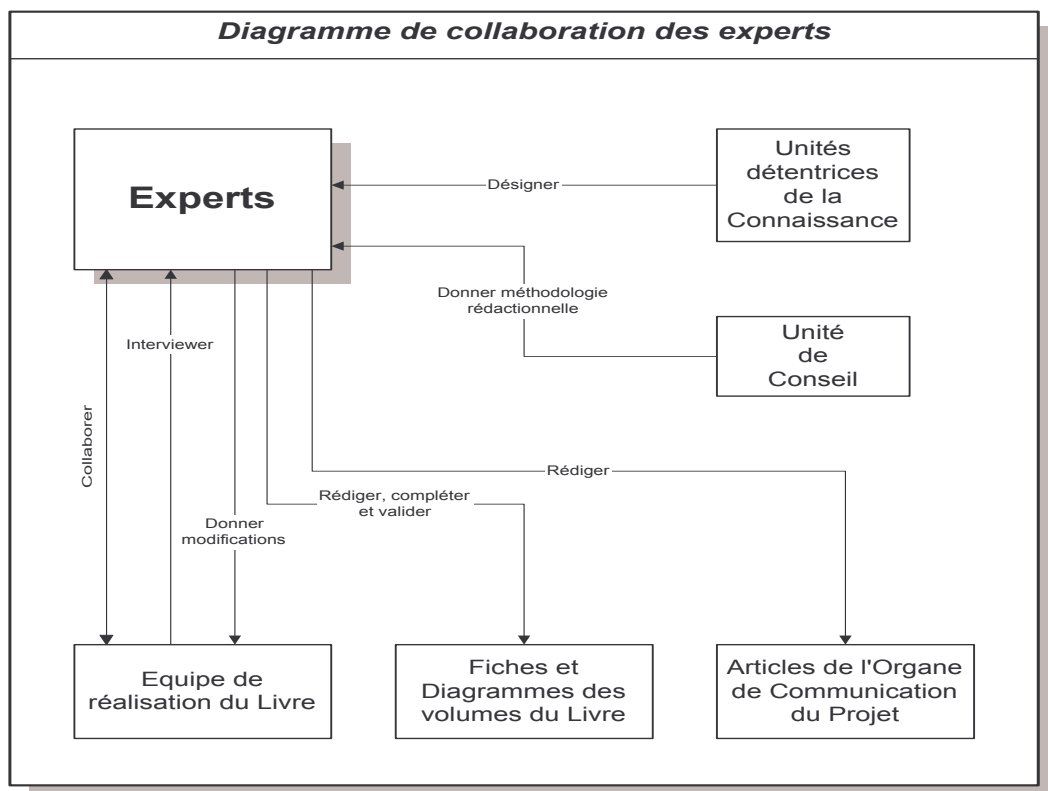 Diagramme de collaboration des experts
Experts
Désigner
Unités
détentrices
de la
Connaissance
Donner méthodologie
rédactionnelle
Unité
de
Conseil
Interviewer
Collaborer
Rédiger
Rédiger, compléter
et valider
Donner
modifications
Equipe de
réalisation du Livre
Fiches et
Diagrammes des
volumes du Livre
Articles de l'Organe
de Communication
du Projet